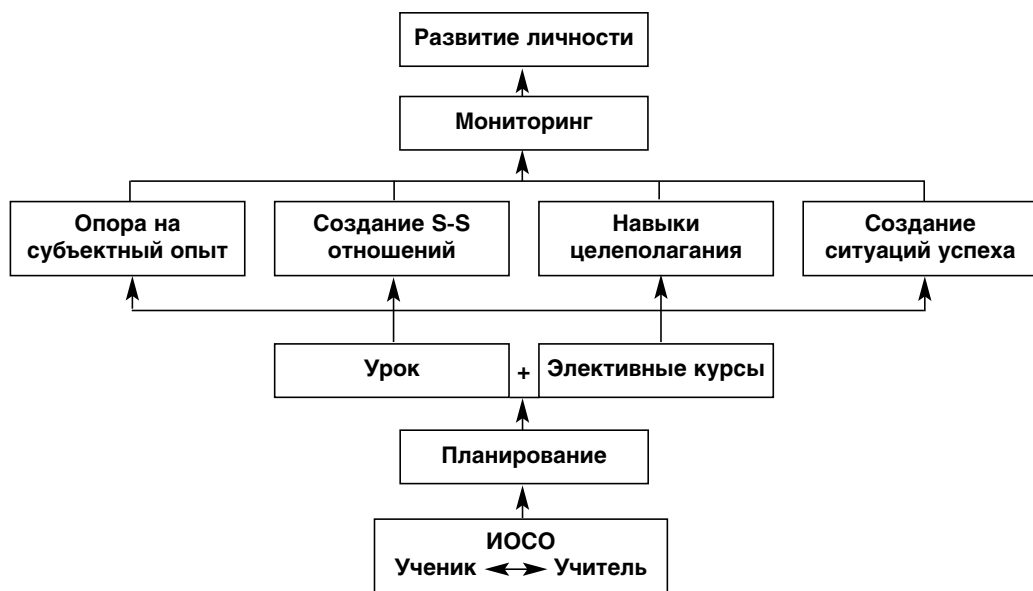 Развитие личности
Мониторинг
Опора на
субъектный опыт
Создание S-S
отношений
Навыки
целеполагания
Создание
ситуаций успеха
Урок
+
Элективные курсы
Планирование
ИОСО
Ученик Учитель